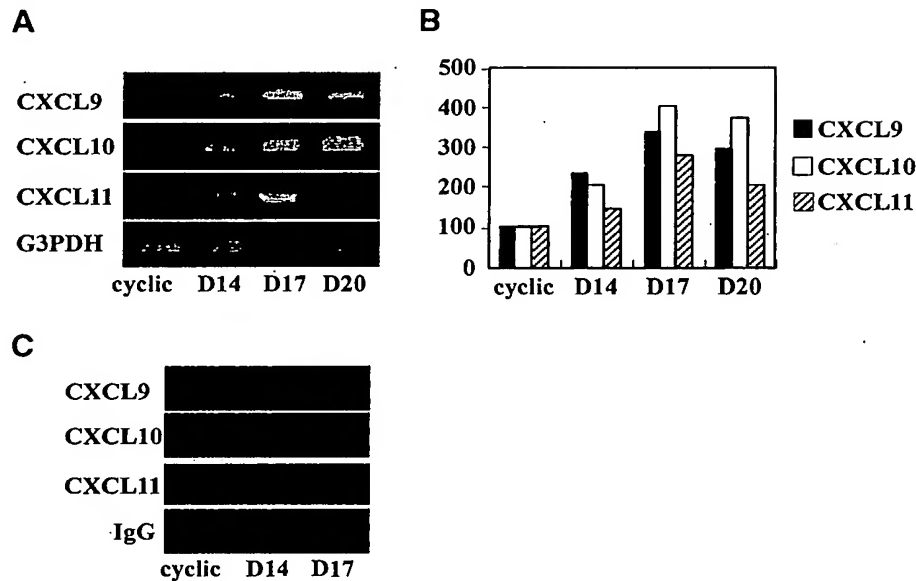 A
CXCL9
CXCL10
CXCL11
G3PDH
cyclic D14 D17 D20
B
500
400
300
200
100
0
cyclic D14 D17 D20
CXCL9
CXCL10
CXCL11
C
CXCL9
CXCL10
CXCL11
IgG
cyclic D14 D17